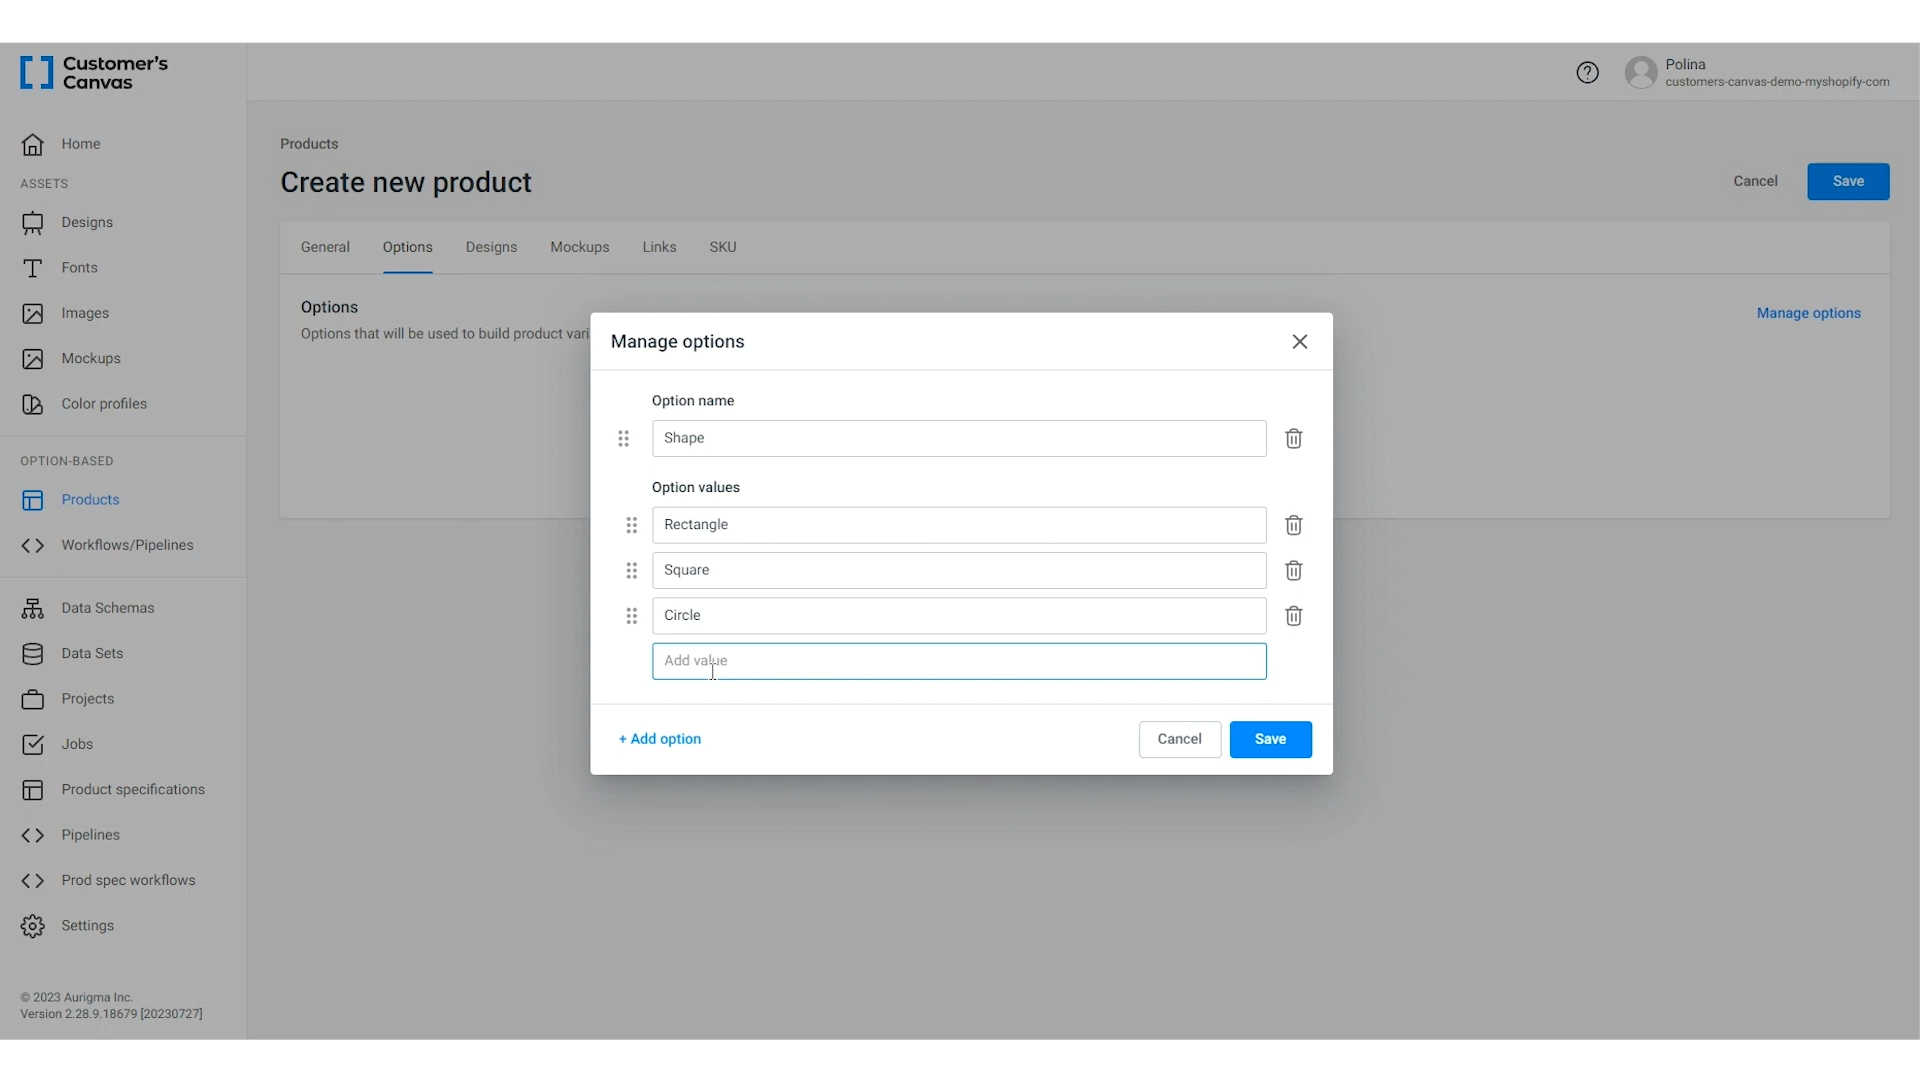 Customer's
Canvas
Polina
customers-canvas-demo-myshopify-com
Home
ASSETS
Designs
Fonts
Images
Mockups
Color profiles
OPTION-BASED
Products
Workflows/Pipelines
Data Schemas
Data Sets
Projects
Jobs
Product specifications
Pipelines
Prod spec workflows
Settings
© 2023 Aurigma Inc.
Version 2.28.9.18679 [20230727]
Products
Create new product
Cancel
Save
General
Options
Designs
Mockups
Links
SKU
Options
Manage options
Options that will be used to build product vari
Manage options
Option name
Shape
Option values
Rectangle
Square
Circle
Add value
+ Add option
Cancel
Save